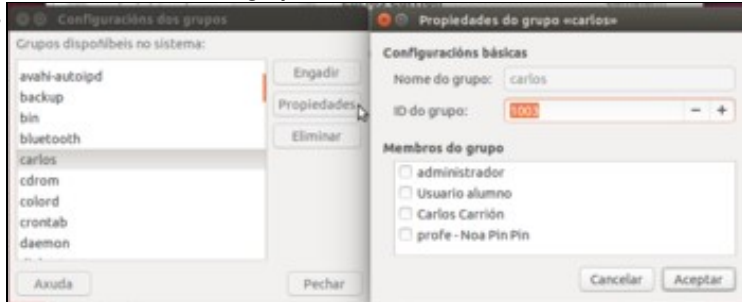 Configuracións dos grupos
Grupos dispoñíbeis no sistema:
avahi-autoipd
backup
bin
bluetooth
carlos
cdrom
colord
crontab
daemon
Engadir
Propiedades
Eliminar
Axuda
Pechar
Propiedades do grupo «carlos»
Configuracións básicas
Nome do grupo: carlos
ID do grupo: 1003 − +
Membros do grupo
administrador
Usuario alumno
Carlos Carrión
profe - Noa Pin Pin
Cancelar Aceptar